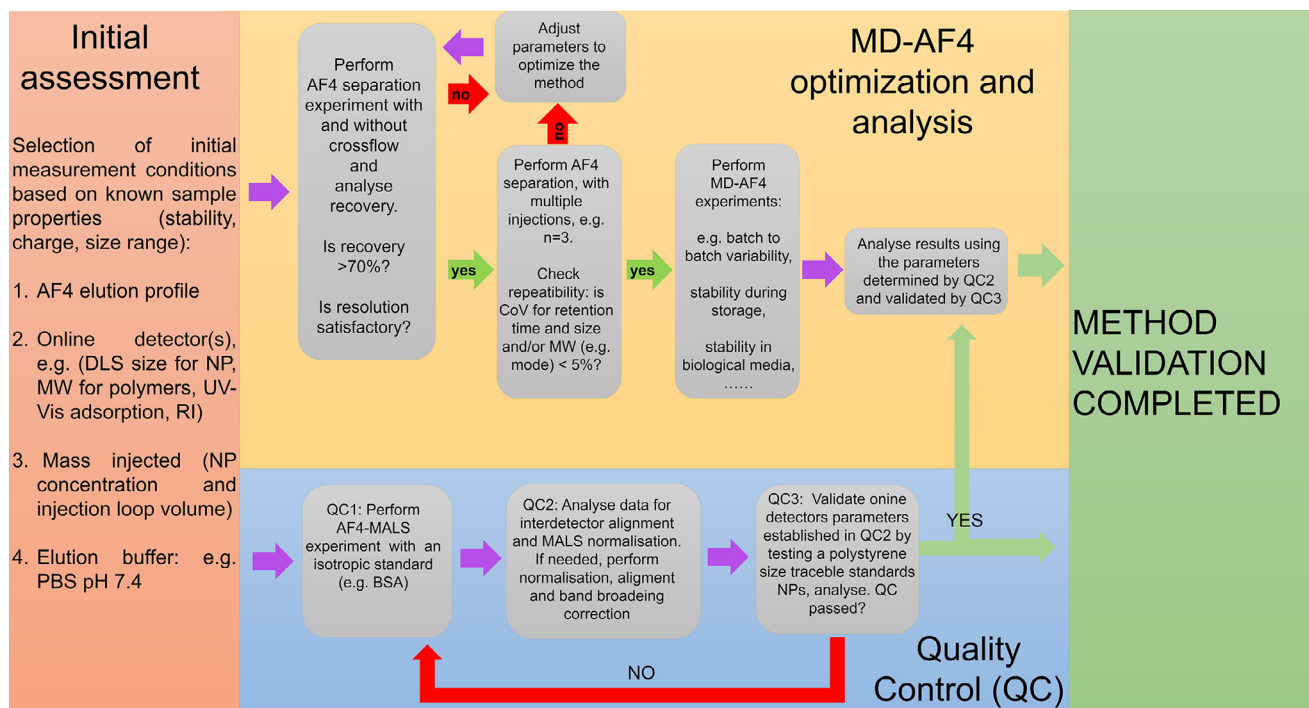 Initial
assessment
Selection of initial
measurement conditions
based on known sample
properties (stability,
charge, size range):
1. AF4 elution profile
2. Online detector(s),
e.g. (DLS size for NP,
MW for polymers, UV-
Vis adsorption, RI)
3. Mass injected (NP
concentration and
injection loop volume)
4. Elution buffer: e.g.
PBS pH 7.4
MD-AF4
optimization and
analysis
Perform
AF4 separation
experiment with
and without
crossflow
and
analyse
recovery.
Is recovery
>70%?
Is resolution
satisfactory?
no
Adjust
parameters to
optimize the
method
no
yes
Perform AF4
separation, with
multiple injections, e.g.
n=3.
Check
repeatibility: is
CoV for retention
time and size
and/or MW (e.g.
mode) < 5%?
yes
Perform
MD-AF4
experiments:
e.g. batch to
batch variability,
stability during
storage,
stability in
biological media,
......
Analyse results using
the parameters
determined by QC2
and validated by QC3
METHOD
VALIDATION
COMPLETED
QC1: Perform
AF4-MALS
experiment with an
isotropic standard
(e.g. BSA)
QC2: Analyse data for
interdetector alignment
and MALS normalisation.
If needed, perform
normalisation, aligment
and band broadeing
correction
QC3: Validate onine
detectors parameters
established in QC2 by
testing a polystyrene
size traceble standards
NPs, analyse. QC
passed?
YES
NO
Quality
Control (QC)